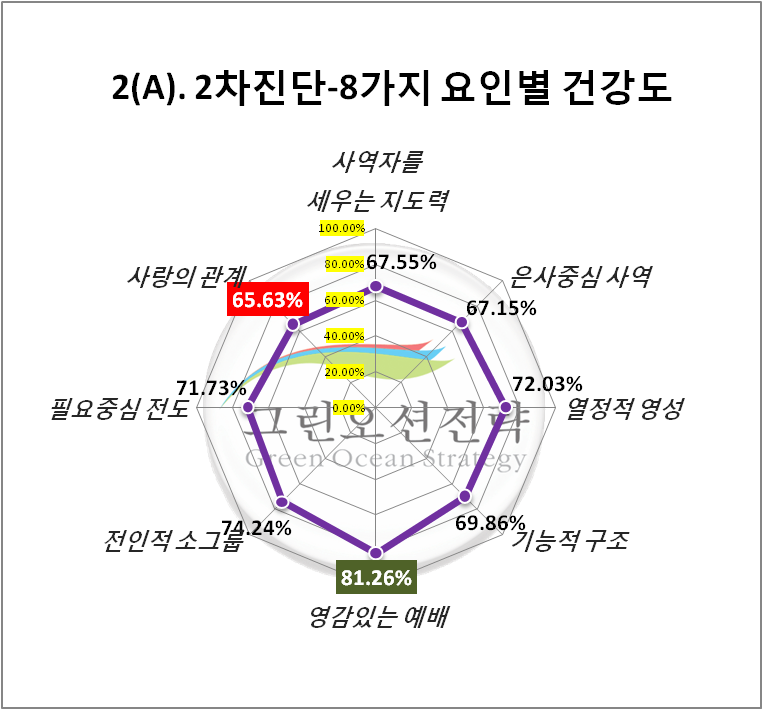 2(A). 2차진단-8가지 요인별 건강도
사역자를
세우는 지도력
100.00%
80.00%
67.55%
사랑의 관계
은사중심 사역
65.63%
60.00%
67.15%
40.00%
20.00%
71.73%
72.03%
필요중심 전도
0.00%
열정적 영성
그린오션전략
Green Ocean Strategy
74.24%
69.86%
전인적 소그룹
기능적 구조
81.26%
영감있는 예배